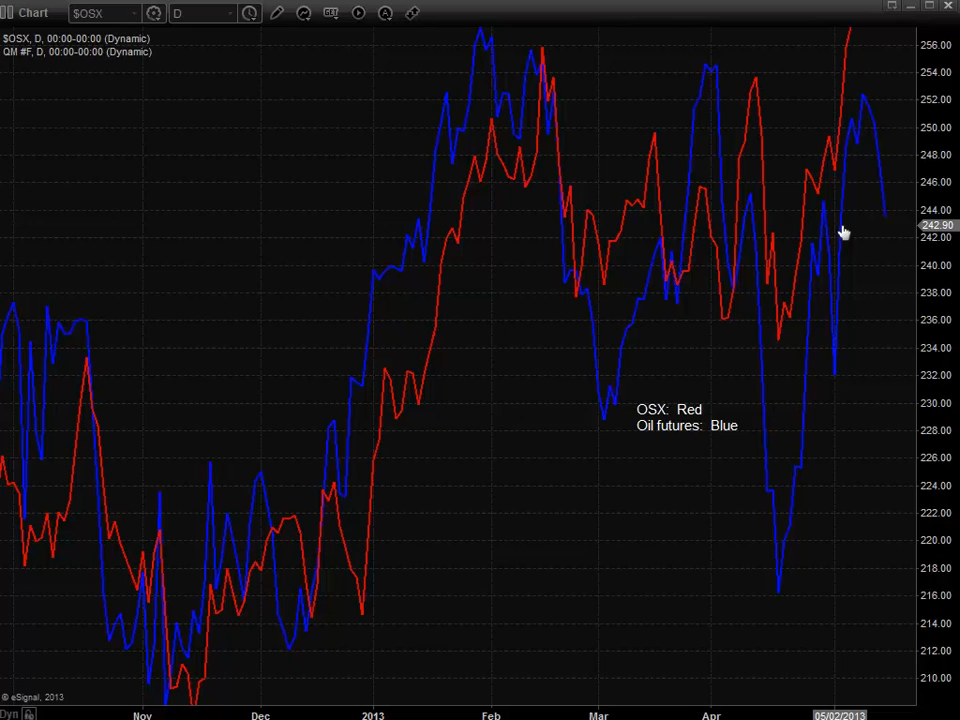 Chart
$OSX
D
$OSX, D, 00:00-00:00 (Dynamic)
QM #F, D, 00:00-00:00 (Dynamic)
256.00
254.00
252.00
250.00
248.00
246.00
244.00
242.90
242.00
240.00
238.00
236.00
234.00
232.00
230.00
228.00
226.00
224.00
222.00
220.00
218.00
216.00
214.00
212.00
210.00
OSX: Red
Oil futures: Blue
© eSignal, 2013
Dyn
Nov
Dec
2013
Feb
Mar
Apr
05/02/2013